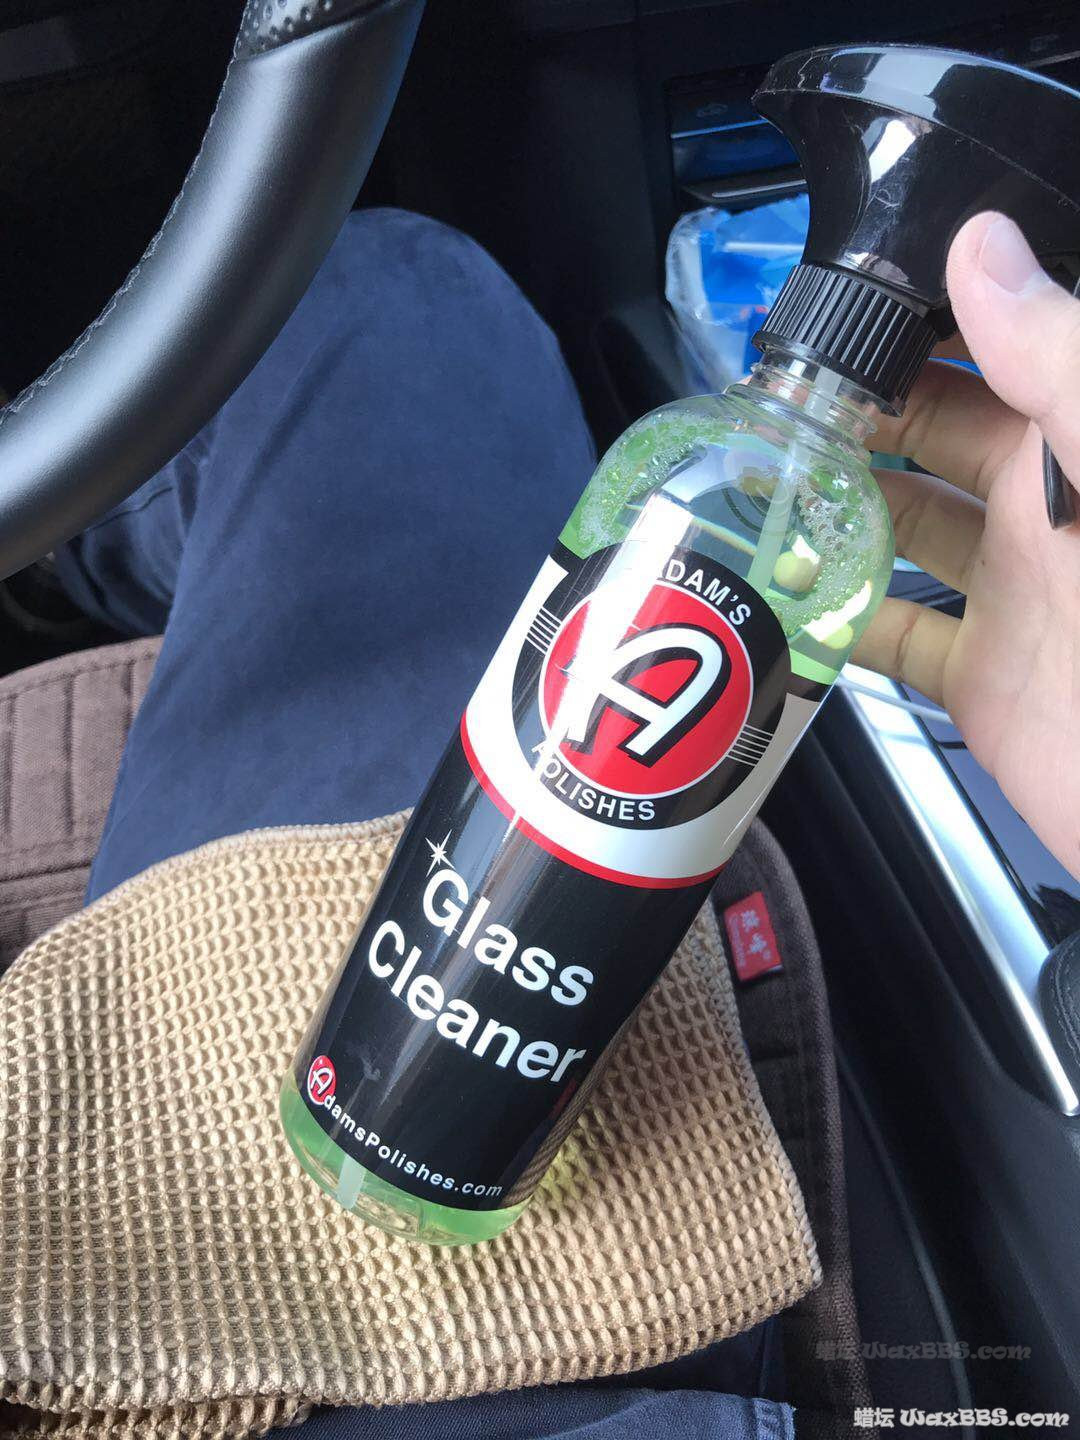 ADAM'S
A
POLISHES
Glass
Cleaner
AdamsPolishes.com
蜡坛 WaxBBS.com
蜡坛 WaxBBS.com